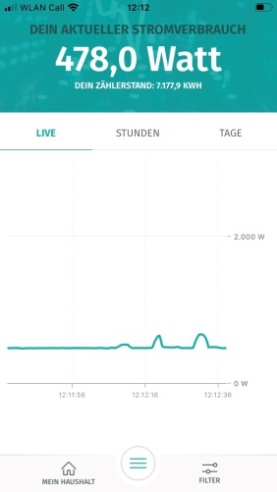 WLAN Call 12:12
DEIN AKTUELLER STROMVERBRAUCH
478,0 Watt
DEIN ZÄHLERSTAND: 7.177,9 KWH
LIVE STUNDEN TAGE
2.000 W
0 W
12:11:56 12:12:16 12:12:36
MEIN HAUSHALT FILTER